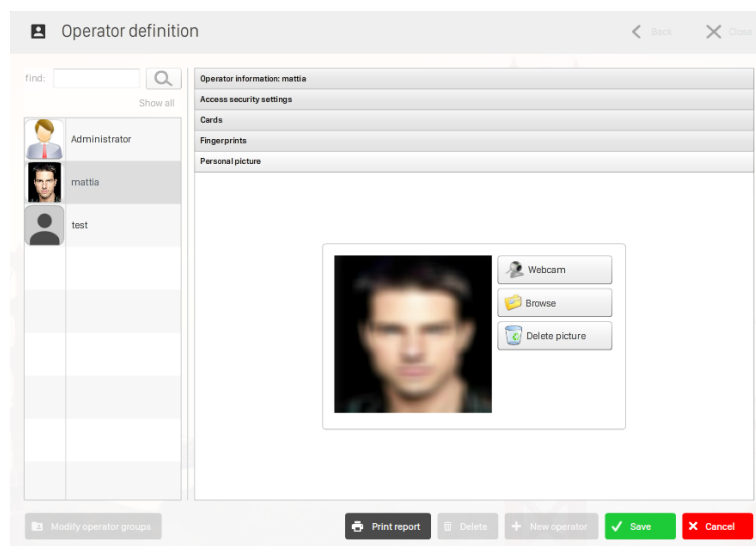 Operator definition
Back
Close
find:
Show all
Administrator
mattia
test
Operator information: mattia
Access security settings
Cards
Fingerprints
Personal picture
Webcam
Browse
Delete picture
Modify operator groups
Print report
Delete
New operator
Save
Cancel